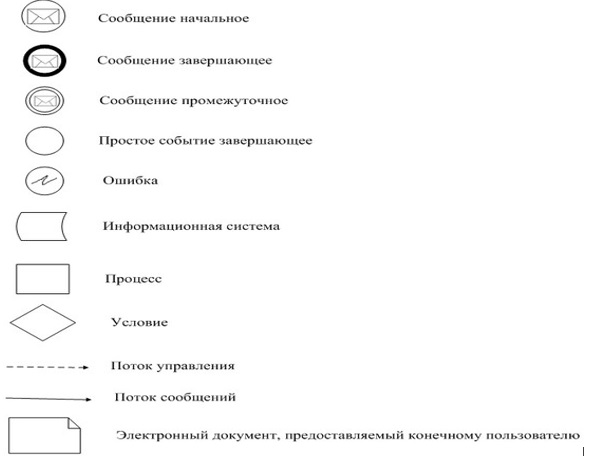 Сообщение начальное
Сообщение завершающее
Сообщение промежуточное
Простое событие завершающее
Ошибка
Информационная система
Процесс
Условие
Поток управления
Поток сообщений
Электронный документ, предоставляемый конечному пользователю